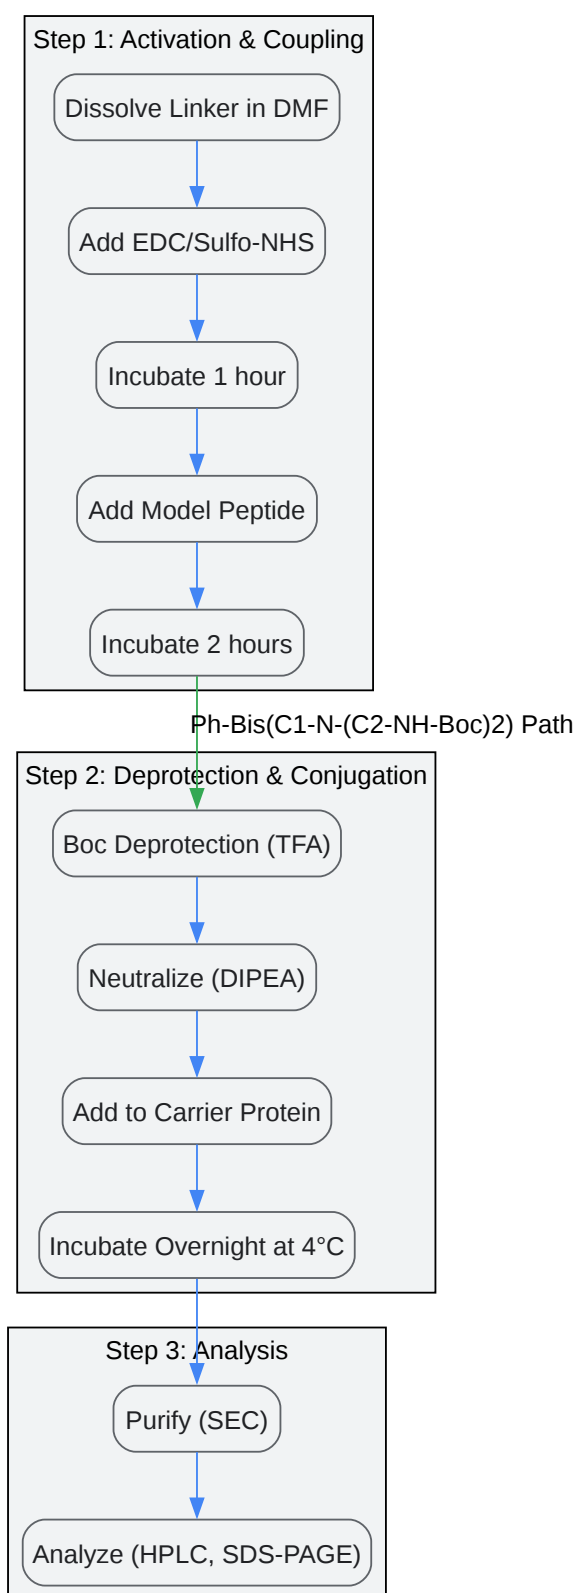 Step 1: Activation & Coupling
Dissolve Linker in DMF
Add EDC/Sulfo-NHS
Incubate 1 hour
Add Model Peptide
Incubate 2 hours
Ph-Bis(C1-N-(C2-NH-Boc)2) Path
Step 2: Deprotection & Conjugation
Boc Deprotection (TFA)
Neutralize (DIPEA)
Add to Carrier Protein
Incubate Overnight at 4°C
Step 3: Analysis
Purify (SEC)
Analyze (HPLC, SDS-PAGE)